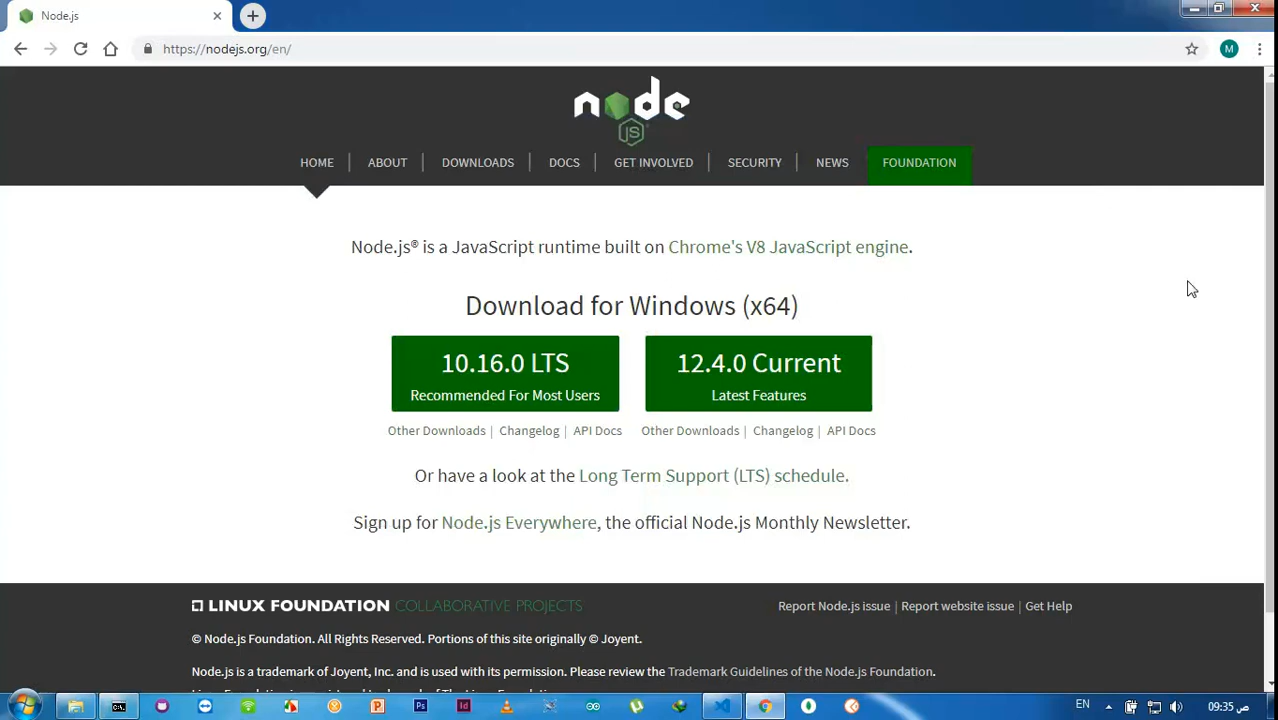 Node.js
https://nodejs.org/en/
M
node
JS
HOME | ABOUT | DOWNLOADS | DOCS | GET INVOLVED | SECURITY | NEWS FOUNDATION
Node.js® is a JavaScript runtime built on Chrome's V8 JavaScript engine.
Download for Windows (x64)
10.16.0 LTS
Recommended For Most Users
12.4.0 Current
Latest Features
Other Downloads | Changelog | API Docs
Other Downloads | Changelog | API Docs
Or have a look at the Long Term Support (LTS) schedule.
Sign up for Node.js Everywhere, the official Node.js Monthly Newsletter.
LINUX FOUNDATION COLLABORATIVE PROJECTS
Report Node.js issue | Report website issue | Get Help
© Node.js Foundation. All Rights Reserved. Portions of this site originally © Joyent.
Node.js is a trademark of Joyent, Inc. and is used with its permission. Please review the Trademark Guidelines of the Node.js Foundation.
Ps
Id
EN
09:35 ص